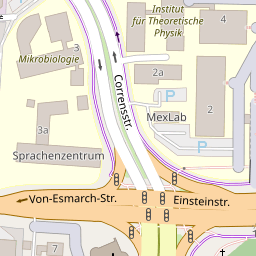 Institut
für Theoretische
Physik
4
3
Mikrobiologie
2a
Corrensstr.
P
2
MexLab
3a
P
Sprachenzentrum
Von-Esmarch-Str.
Einsteinstr.
7